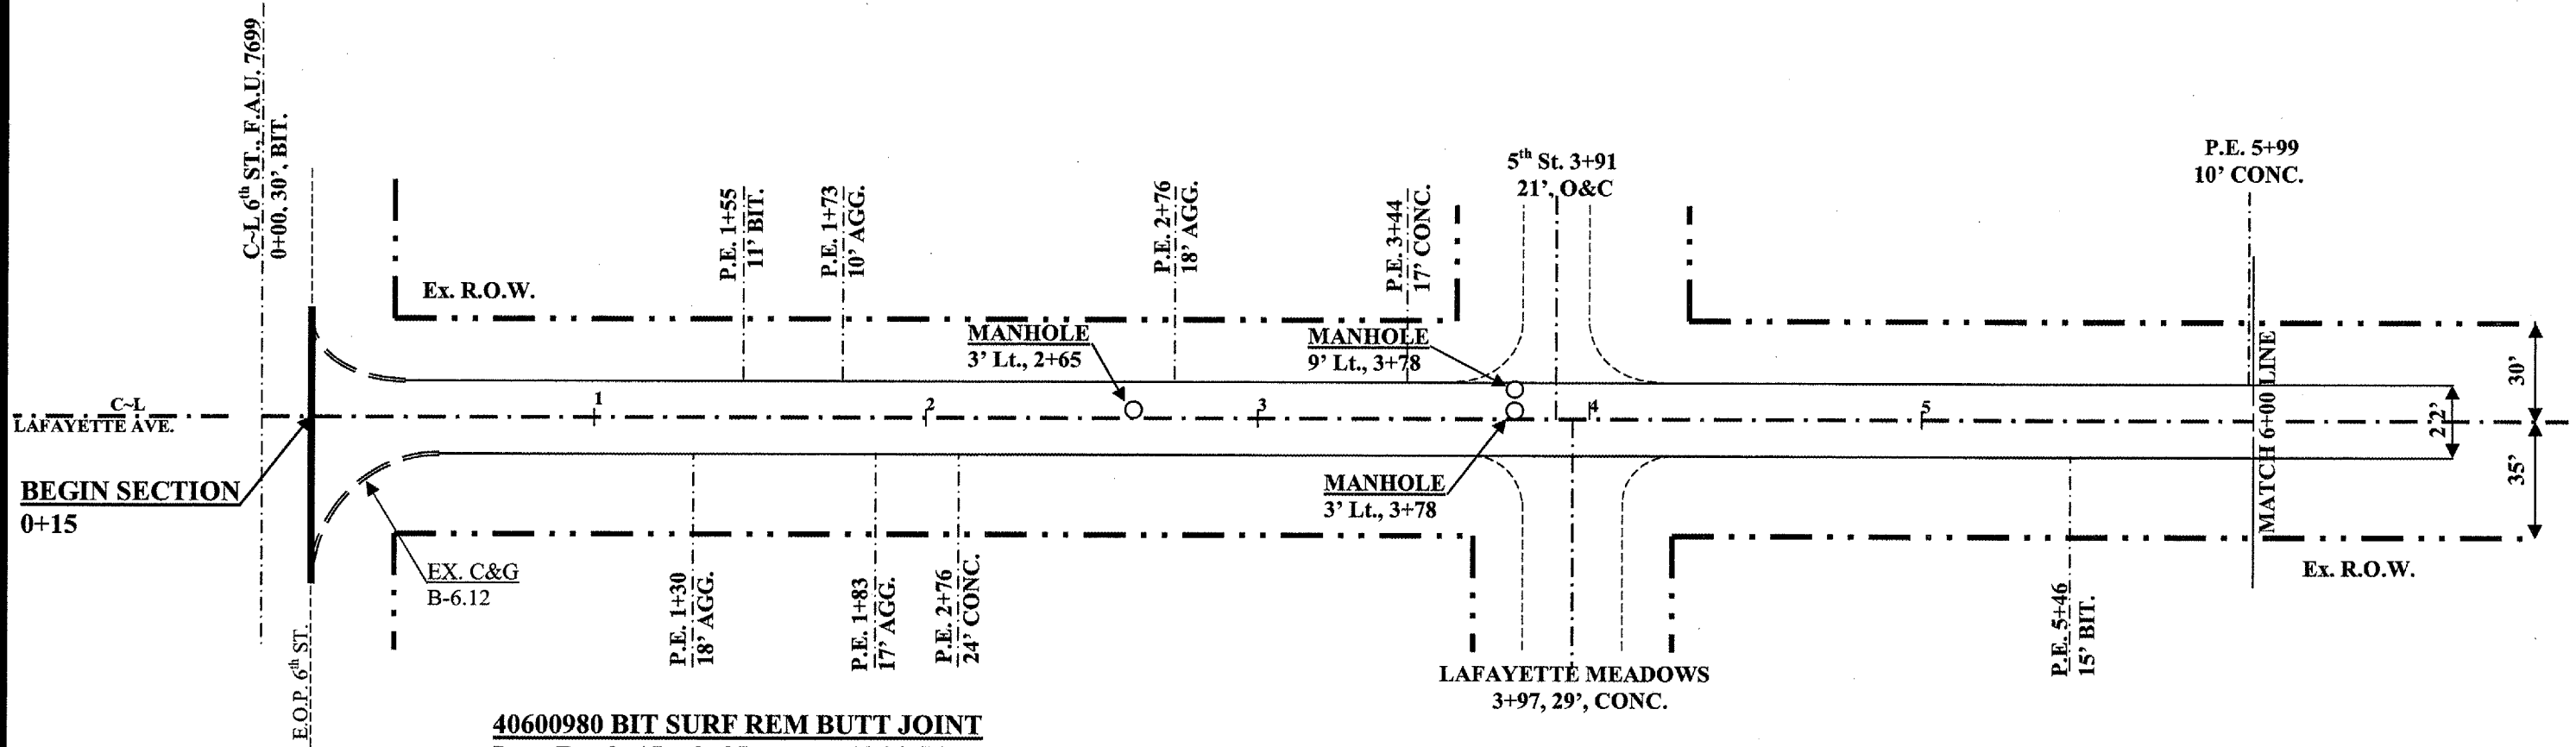 C~L 6th ST., F.A.U. 7699
0+00, 30', BIT.
P.E. 1+55
11' BIT.
P.E. 1+73
10' AGG.
P.E. 2+76
18' AGG.
P.E. 3+44
17' CONC.
5th St. 3+91
21', O&C
P.E. 5+99
10' CONC.
Ex. R.O.W.
MANHOLE
3' Lt., 2+65
MANHOLE
9' Lt., 3+78
C~L
LAFAYETTE AVE.
1
2
3
4
5
MATCH 6+00 LINE
22'
30'
35'
BEGIN SECTION
0+15
MANHOLE
3' Lt., 3+78
EX. C&G
B-6.12
Ex. R.O.W.
E.O.P. 6th ST.
P.E. 1+30
18' AGG.
P.E. 1+83
17' AGG.
P.E. 2+76
24' CONC.
LAFAYETTE MEADOWS
3+97, 29', CONC.
P.E. 5+46
15' BIT.
40600980 BIT SURF REM BUTT JOINT